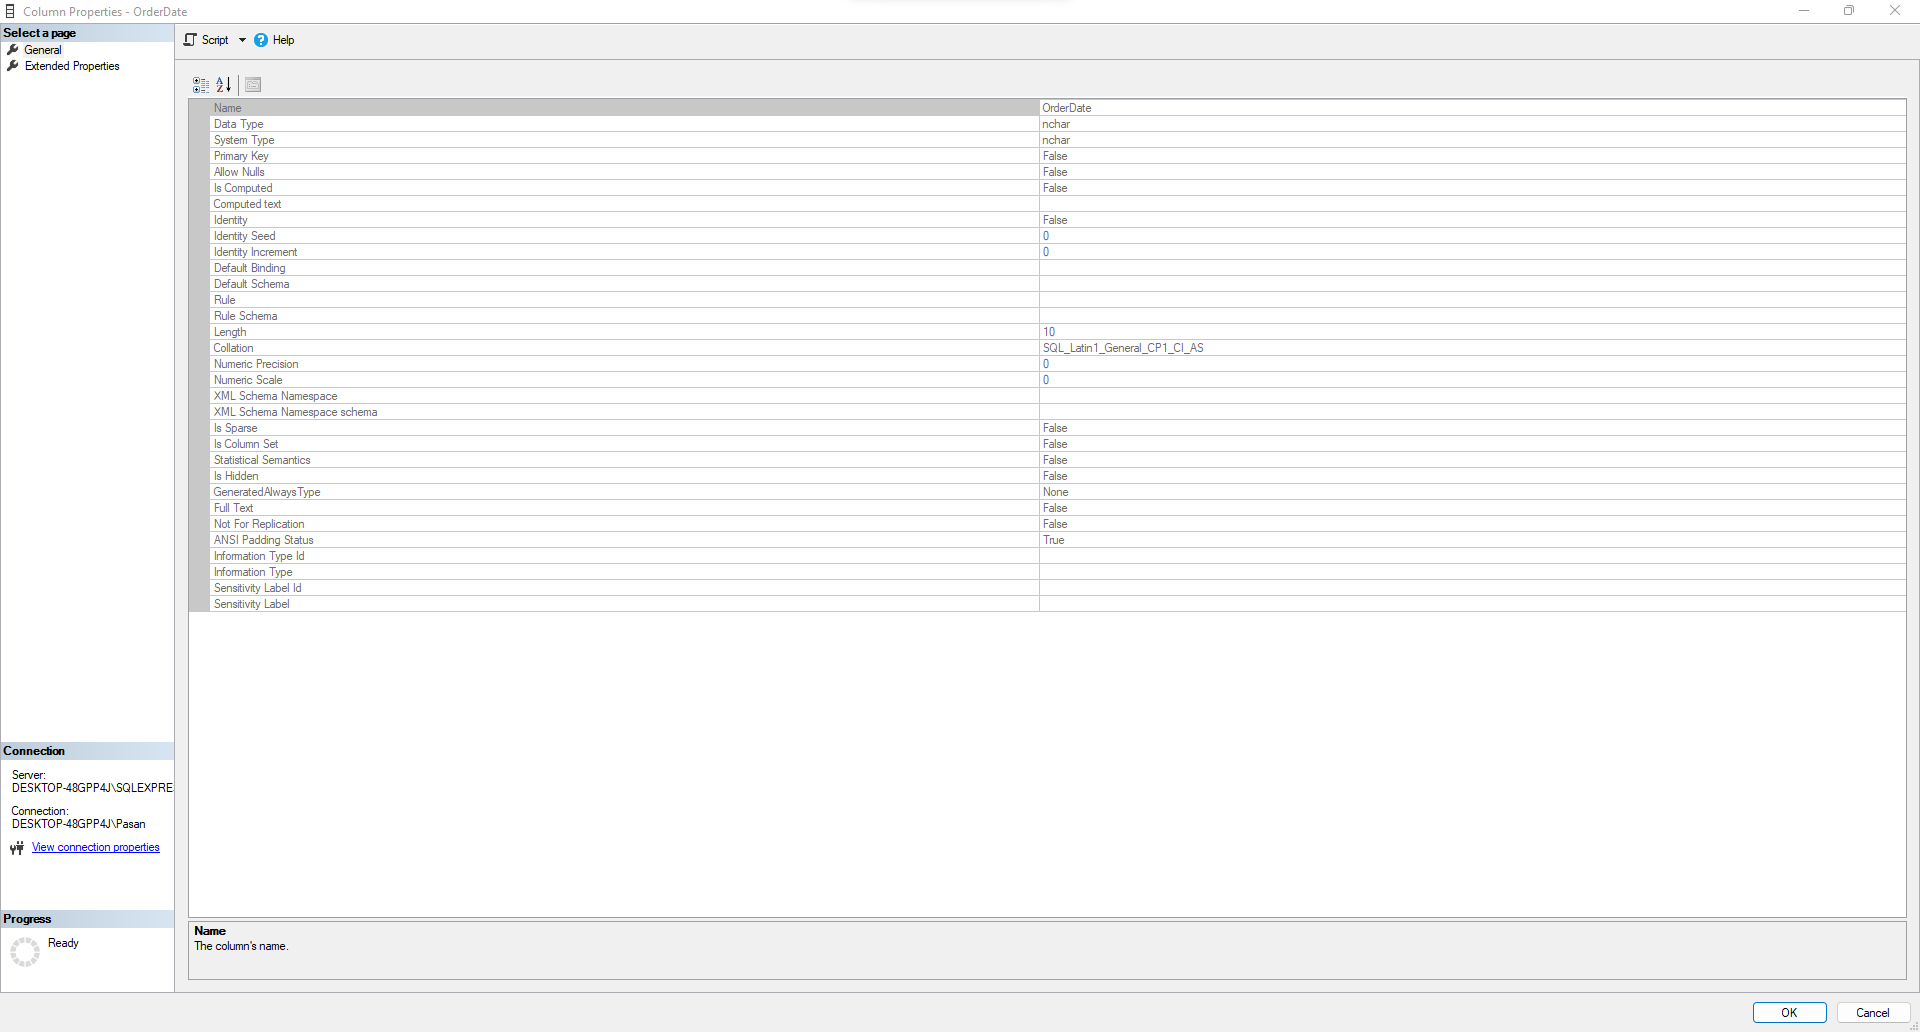 Column Properties - OrderDate
Select a page
General
Extended Properties
Script
Help
Name OrderDate
Data Type nchar
System Type nchar
Primary Key False
Allow Nulls False
Is Computed False
Computed text
Identity False
Identity Seed 0
Identity Increment 0
Default Binding
Default Schema
Rule
Rule Schema
Length 10
Collation SQL_Latin1_General_CP1_CI_AS
Numeric Precision 0
Numeric Scale 0
XML Schema Namespace
XML Schema Namespace schema
Is Sparse False
Is Column Set False
Statistical Semantics False
Is Hidden False
GeneratedAlwaysType None
Full Text False
Not For Replication False
ANSI Padding Status True
Information Type Id
Information Type
Sensitivity Label Id
Sensitivity Label
Connection
Server:
DESKTOP-48GPP4J\SQLEXPRE
Connection:
DESKTOP-48GPP4J\Pasan
View connection properties
Progress
Ready
Name
The column's name.
OK
Cancel